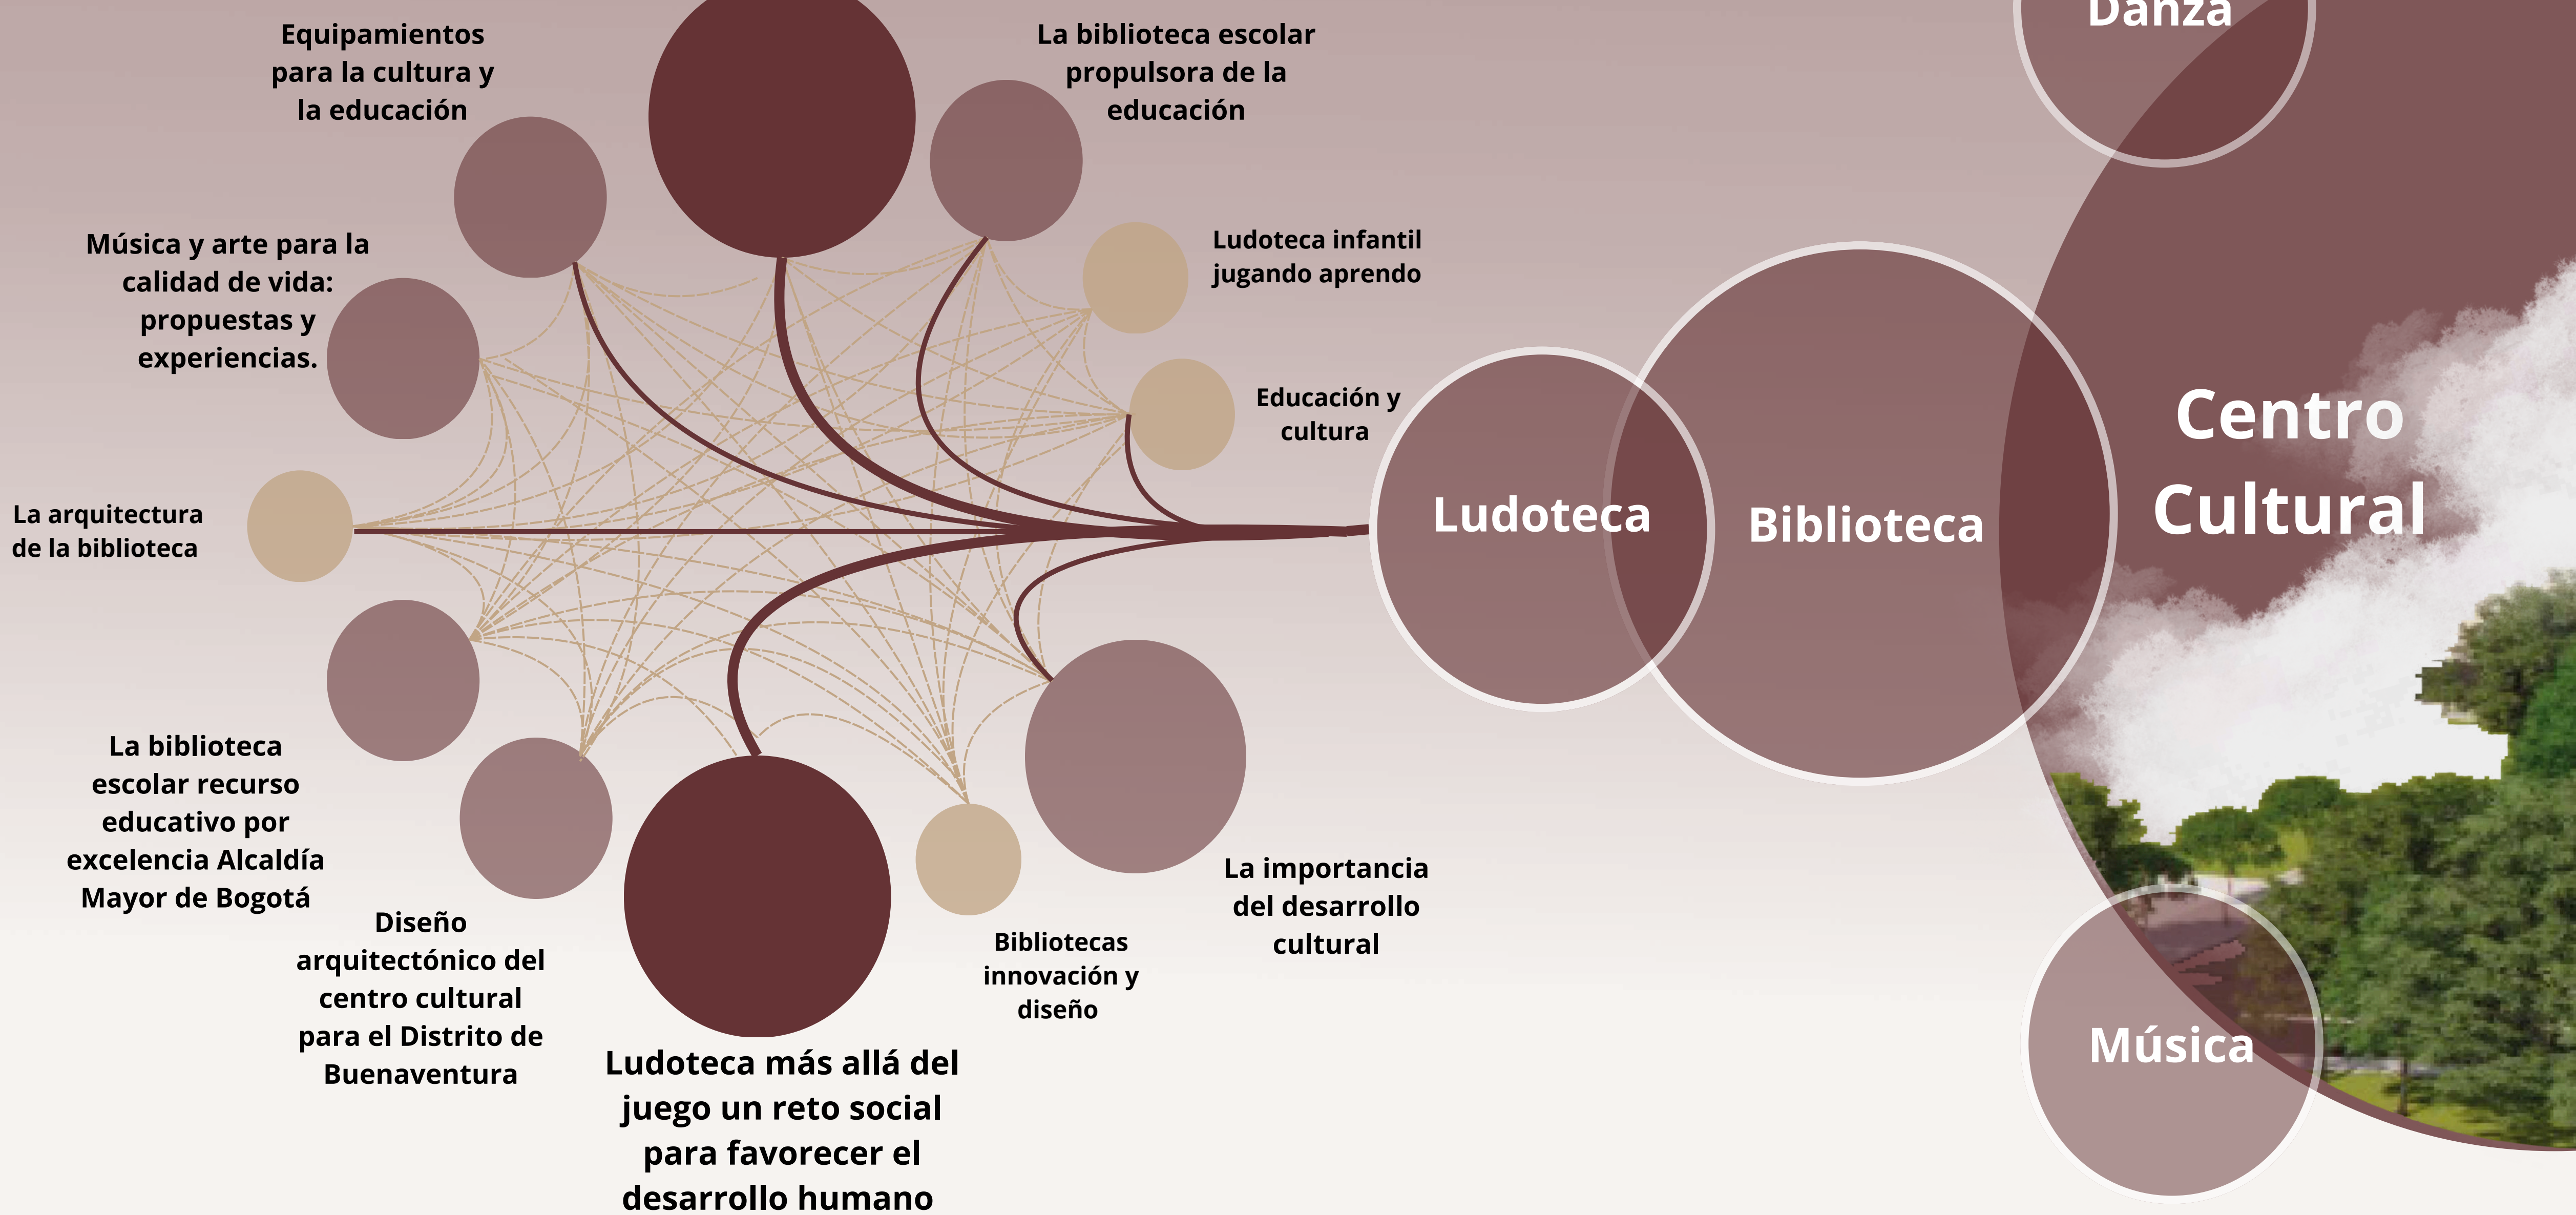 Equipamientos
para la cultura y
la educación
La biblioteca escolar
propulsora de la
educación
Danza
Música y arte para la
calidad de vida:
propuestas y
experiencias.
Ludoteca infantil
jugando aprendo
Educación y
cultura
Centro
Cultural
La arquitectura
de la biblioteca
Ludoteca
Biblioteca
La biblioteca
escolar recurso
educativo por
excelencia Alcaldía
Mayor de Bogotá
Diseño
arquitectónico del
centro cultural
para el Distrito de
Buenaventura
La importancia
del desarrollo
cultural
Bibliotecas
innovación y
diseño
Música
Ludoteca más allá del
juego un reto social
para favorecer el
desarrollo humano